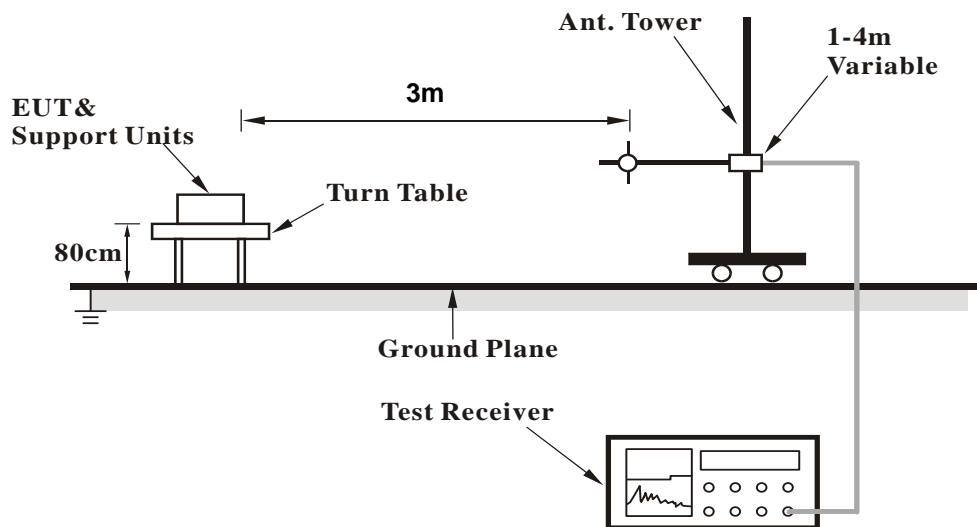 Ant. Tower
1-4m
Variable
3m
EUT&
Support Units
Turn Table
80cm
Ground Plane
Test Receiver